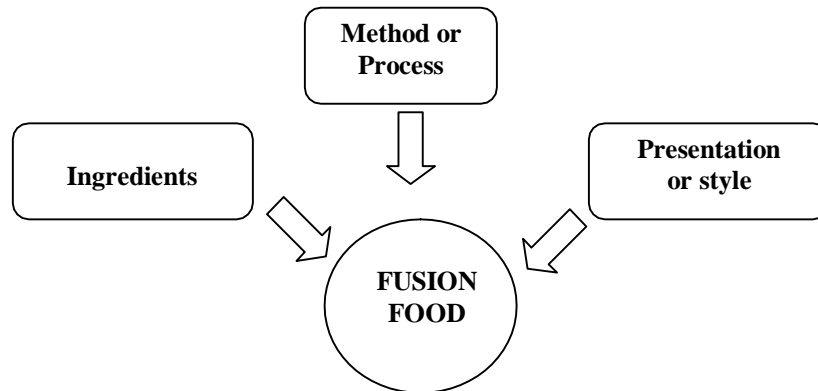 Method or
Process
Ingredients
Presentation
or style
FUSION
FOOD